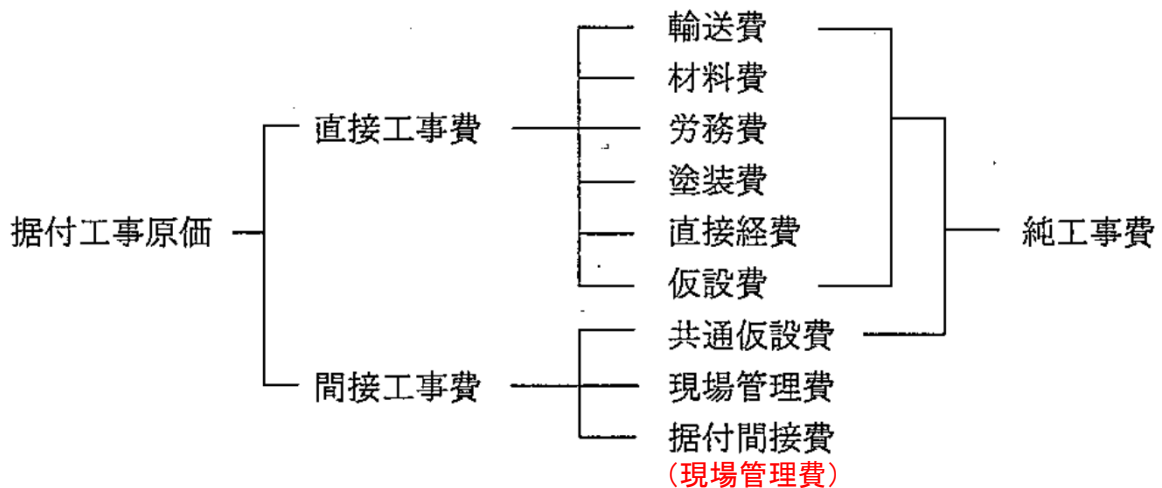 輸送費
材料費
直接工事費
労務費
塗装費
据付工事原価
直接経費
純工事費
仮設費
共通仮設費
間接工事費
現場管理費
据付間接費
(現場管理費)